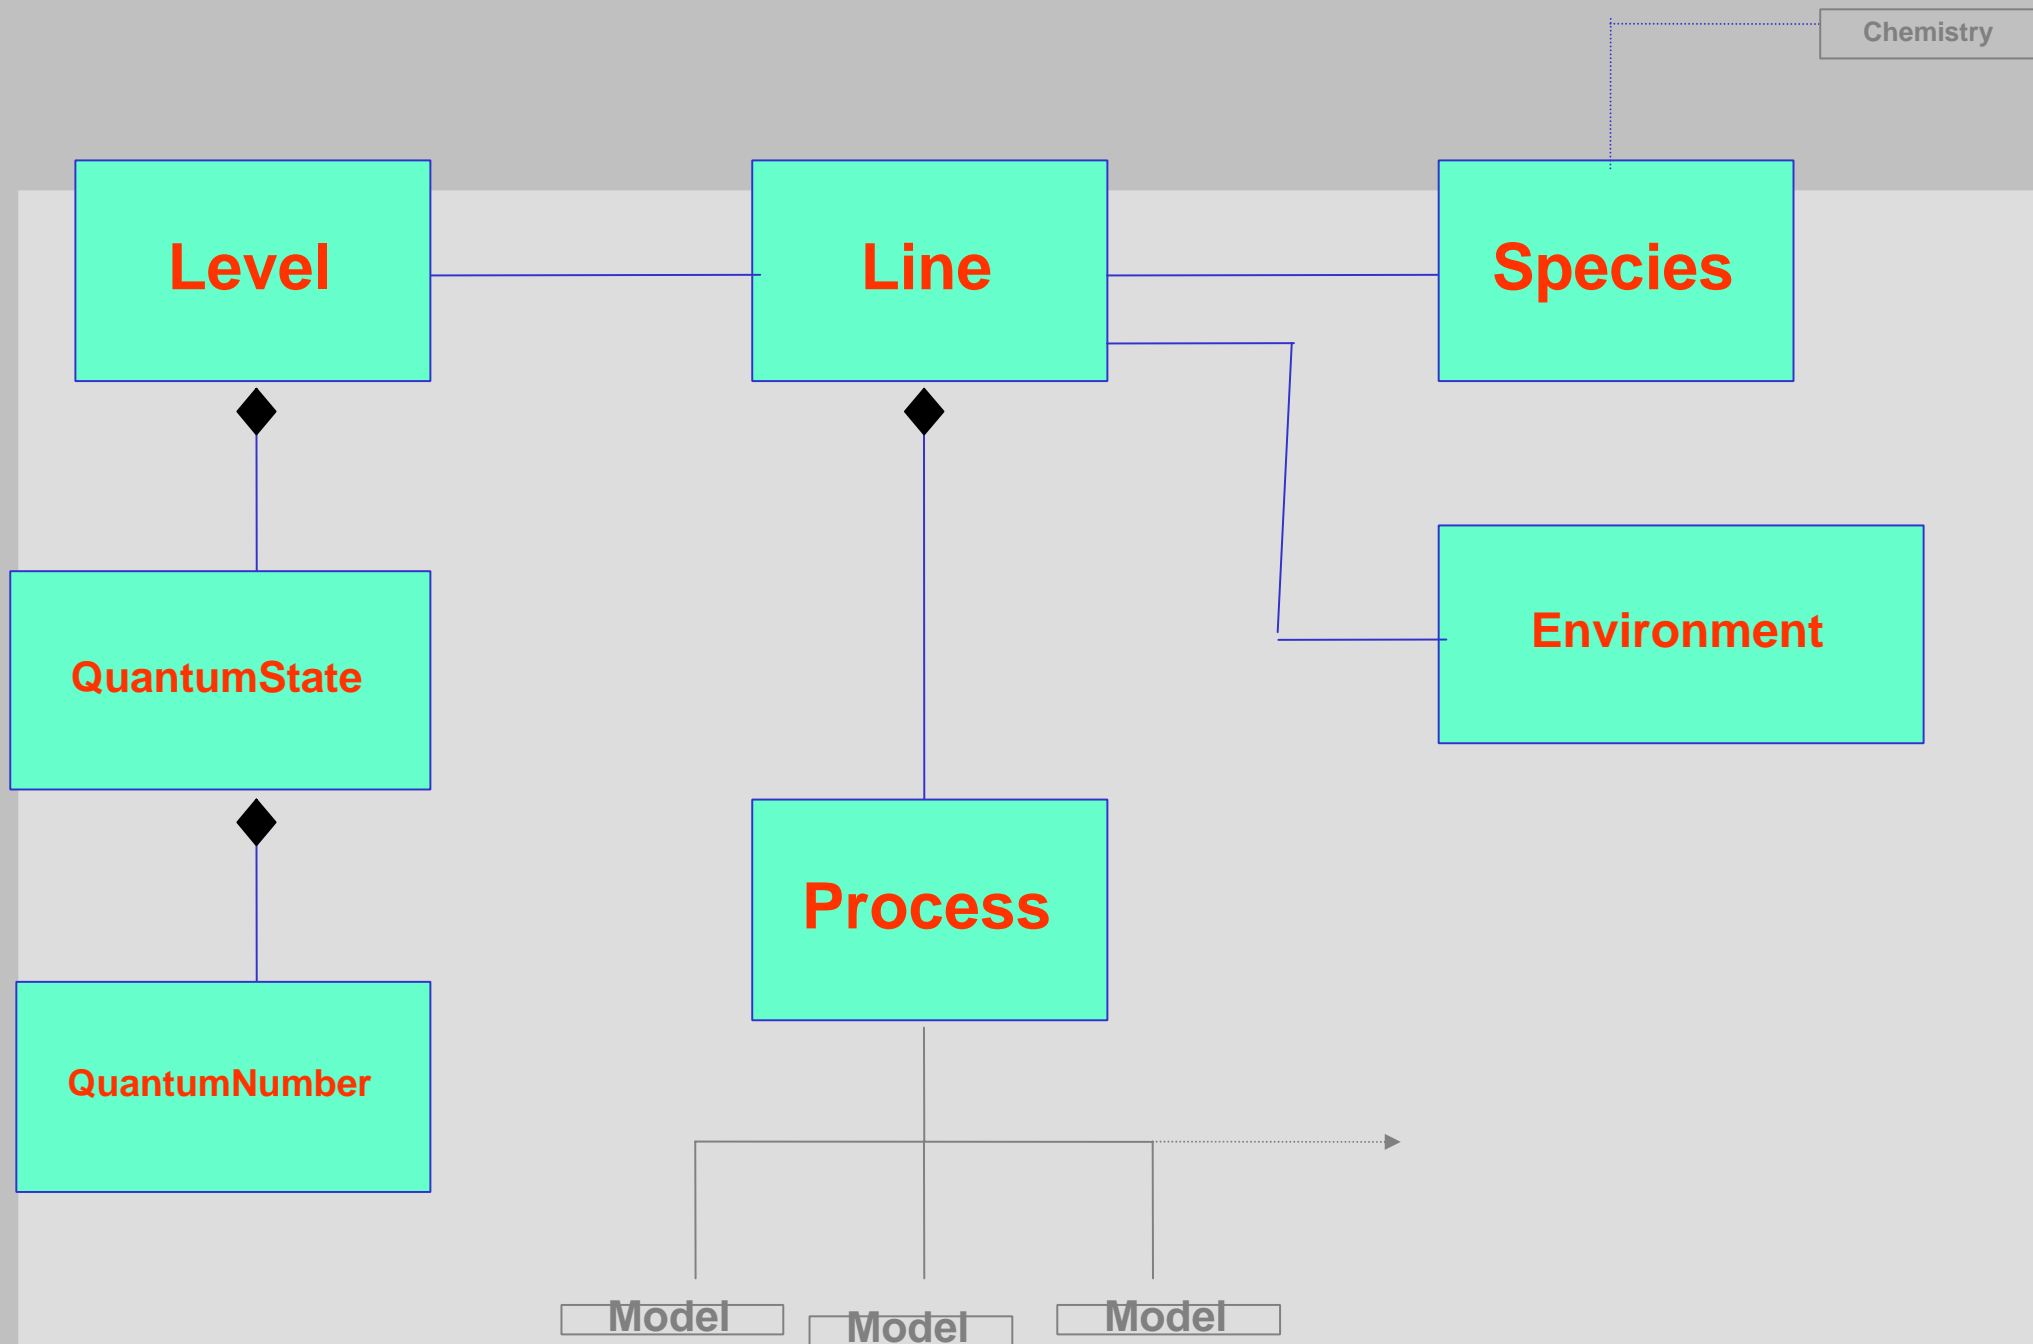 Chemistry
Level
Line
Species
Environment
QuantumState
Process
QuantumNumber
Model
Model
Model